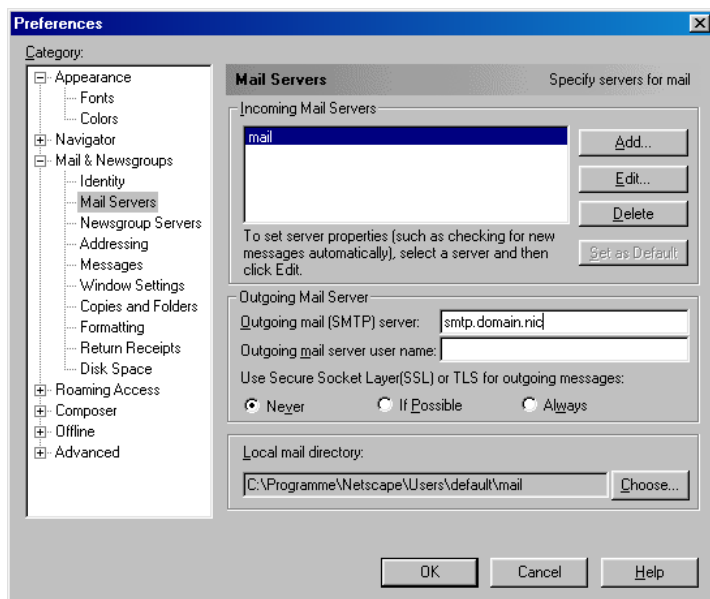 Preferences
Category:
Appearance
Fonts
Colors
Navigator
Mail & Newsgroups
Identity
Mail Servers
Newsgroup Servers
Addressing
Messages
Window Settings
Copies and Folders
Formatting
Return Receipts
Disk Space
Roaming Access
Composer
Offline
Advanced
Mail Servers Specify servers for mail
Incoming Mail Servers
mail
Add...
Edit...
Delete
Set as Default
To set server properties (such as checking for new
messages automatically), select a server and then
click Edit.
Outgoing Mail Server
Outgoing mail (SMTP) server: smtp.domain.nic
Outgoing mail server user name:
Use Secure Socket Layer(SSL) or TLS for outgoing messages:
Never If Possible Always
Local mail directory:
C:\Programme\Netscape\Users\default\mail Choose...
OK Cancel Help